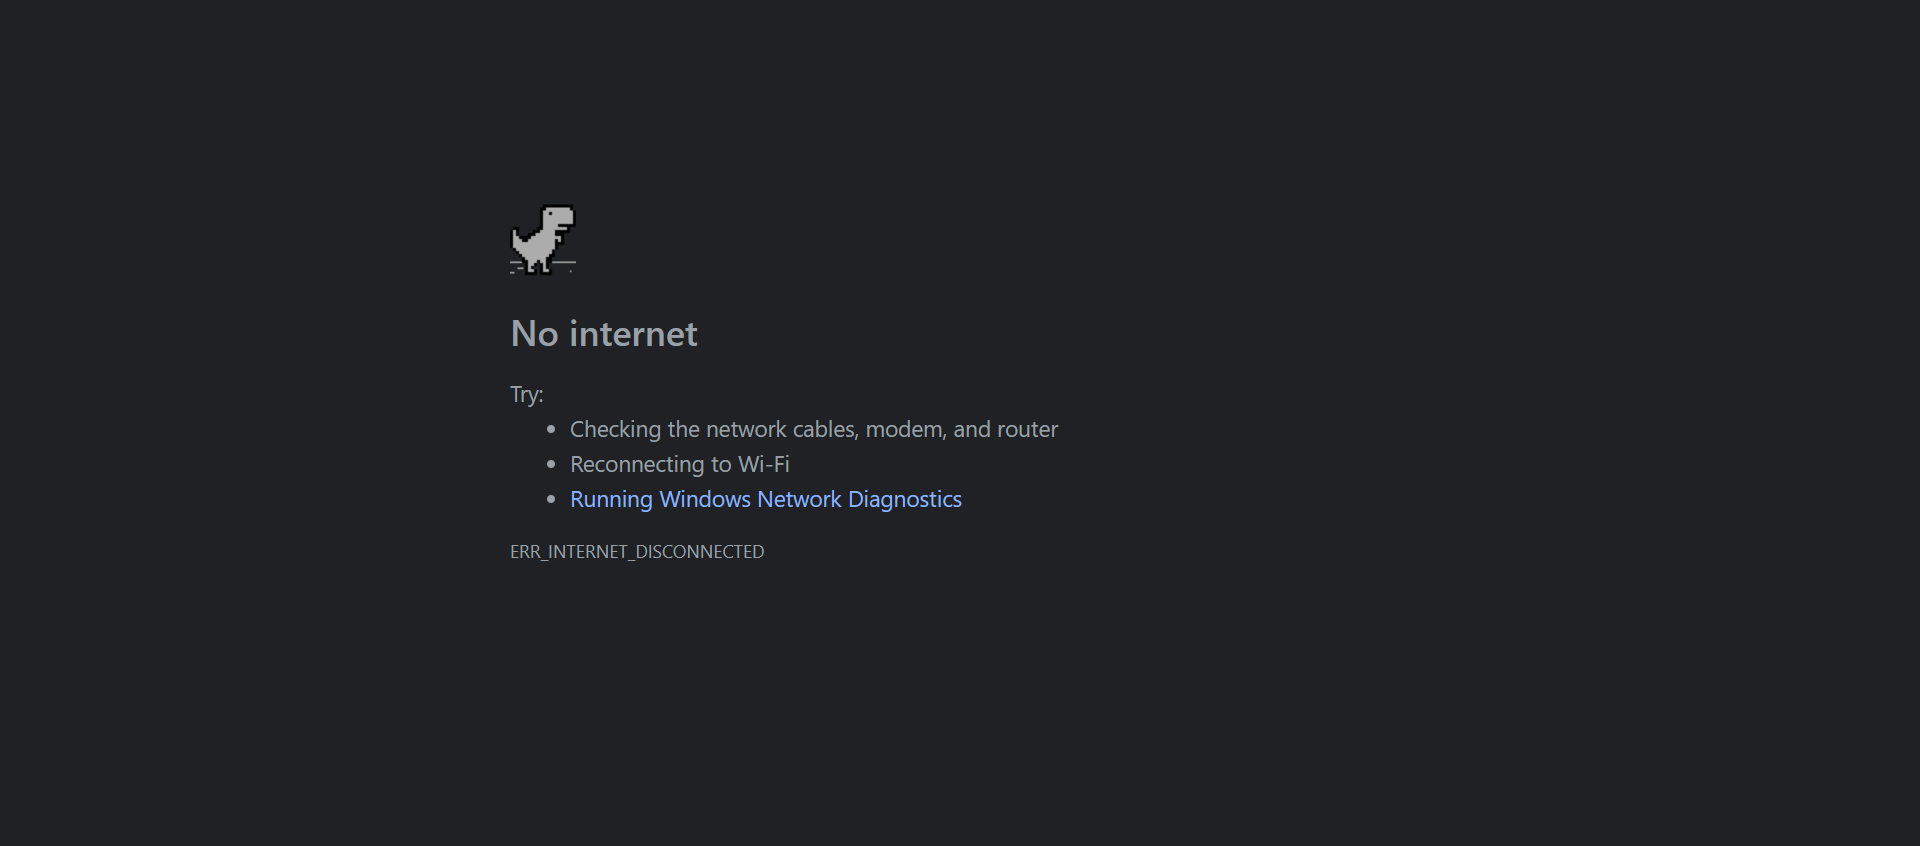 No internet
Try:
Checking the network cables, modem, and router
Reconnecting to Wi-Fi
Running Windows Network Diagnostics
ERR_INTERNET_DISCONNECTED